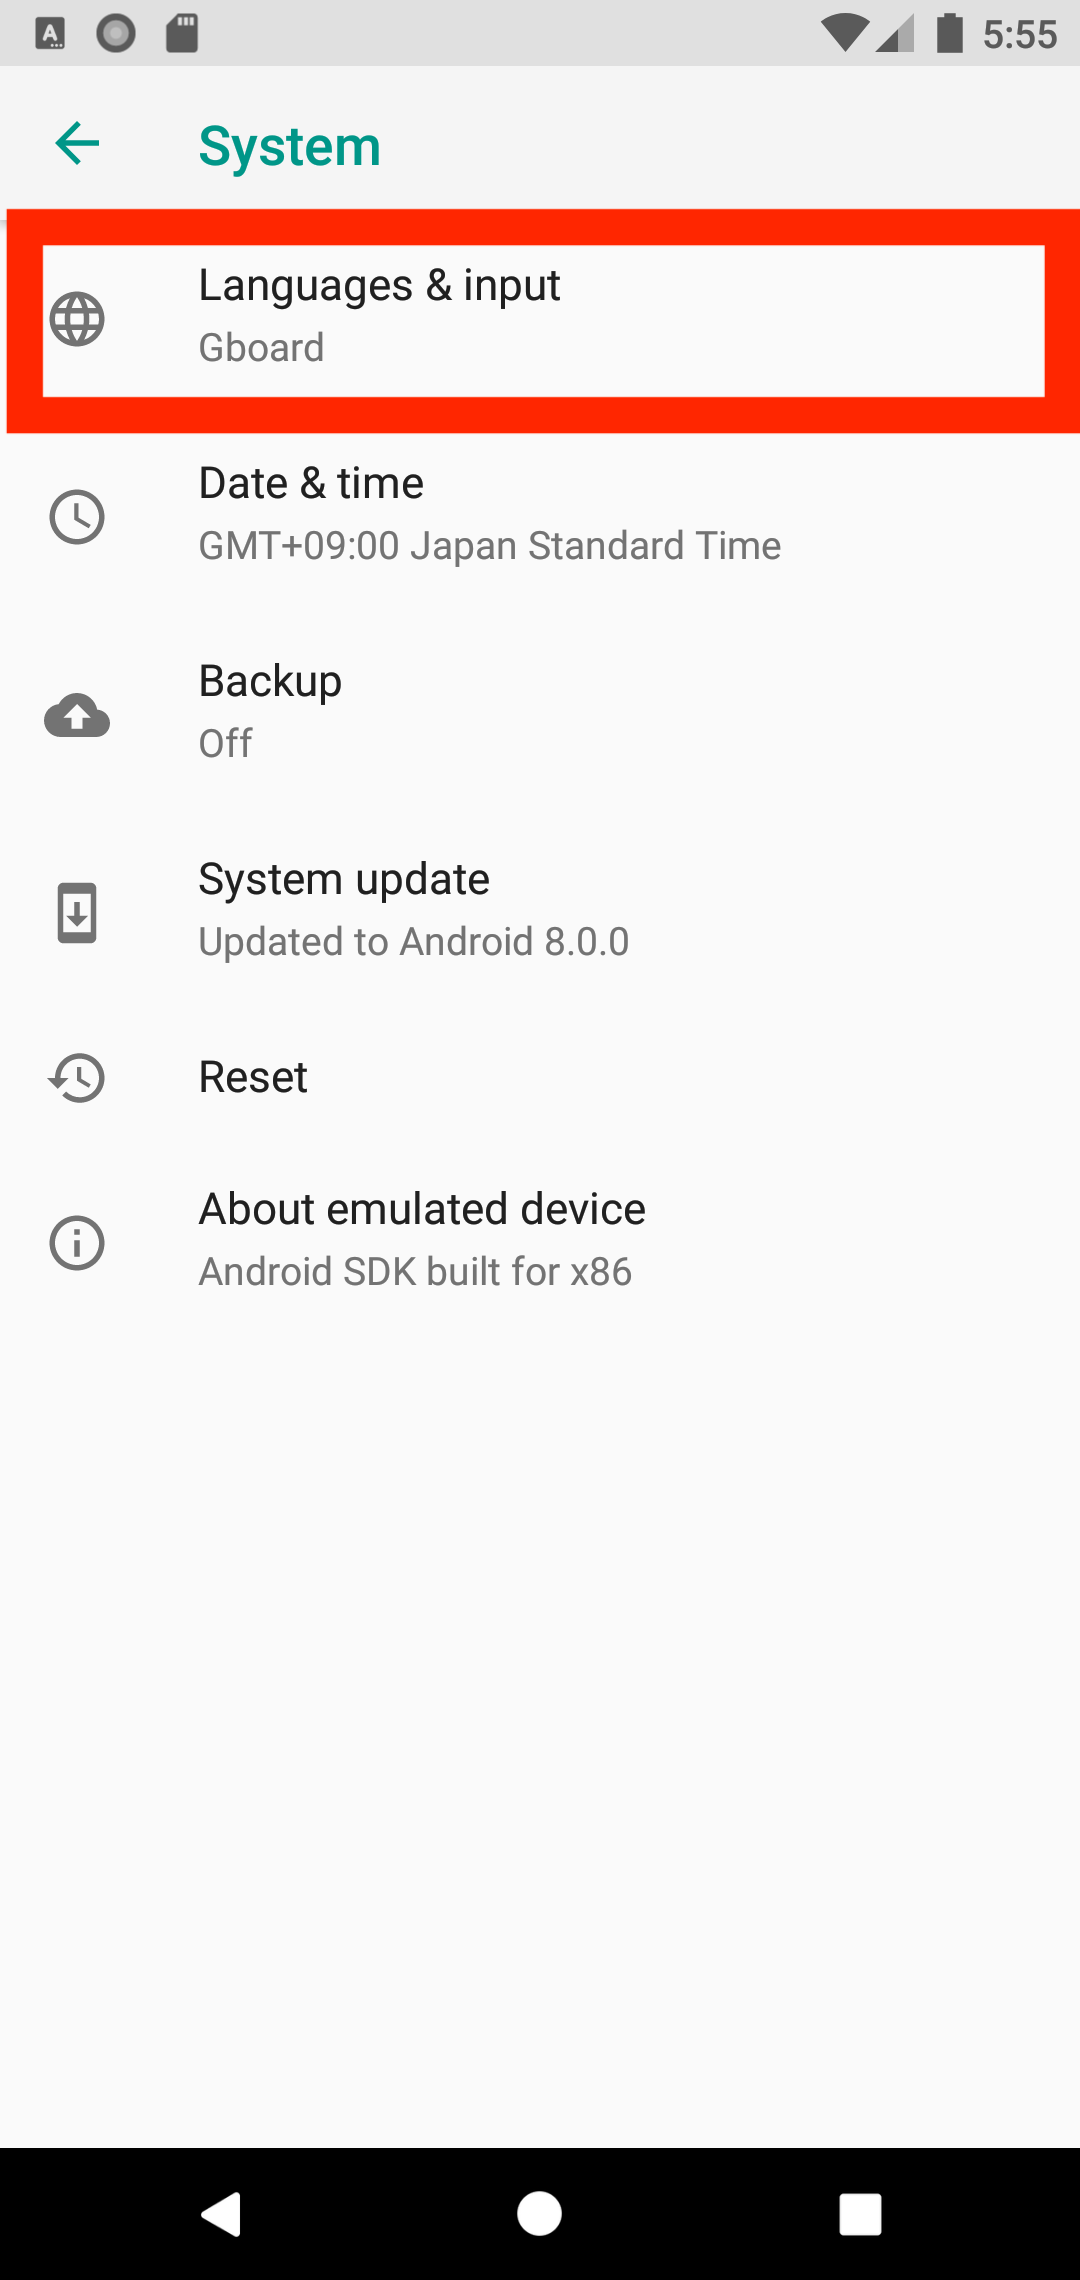 5:55
System
Languages & input
Gboard
Date & time
GMT+09:00 Japan Standard Time
Backup
Off
System update
Updated to Android 8.0.0
Reset
About emulated device
Android SDK built for x86